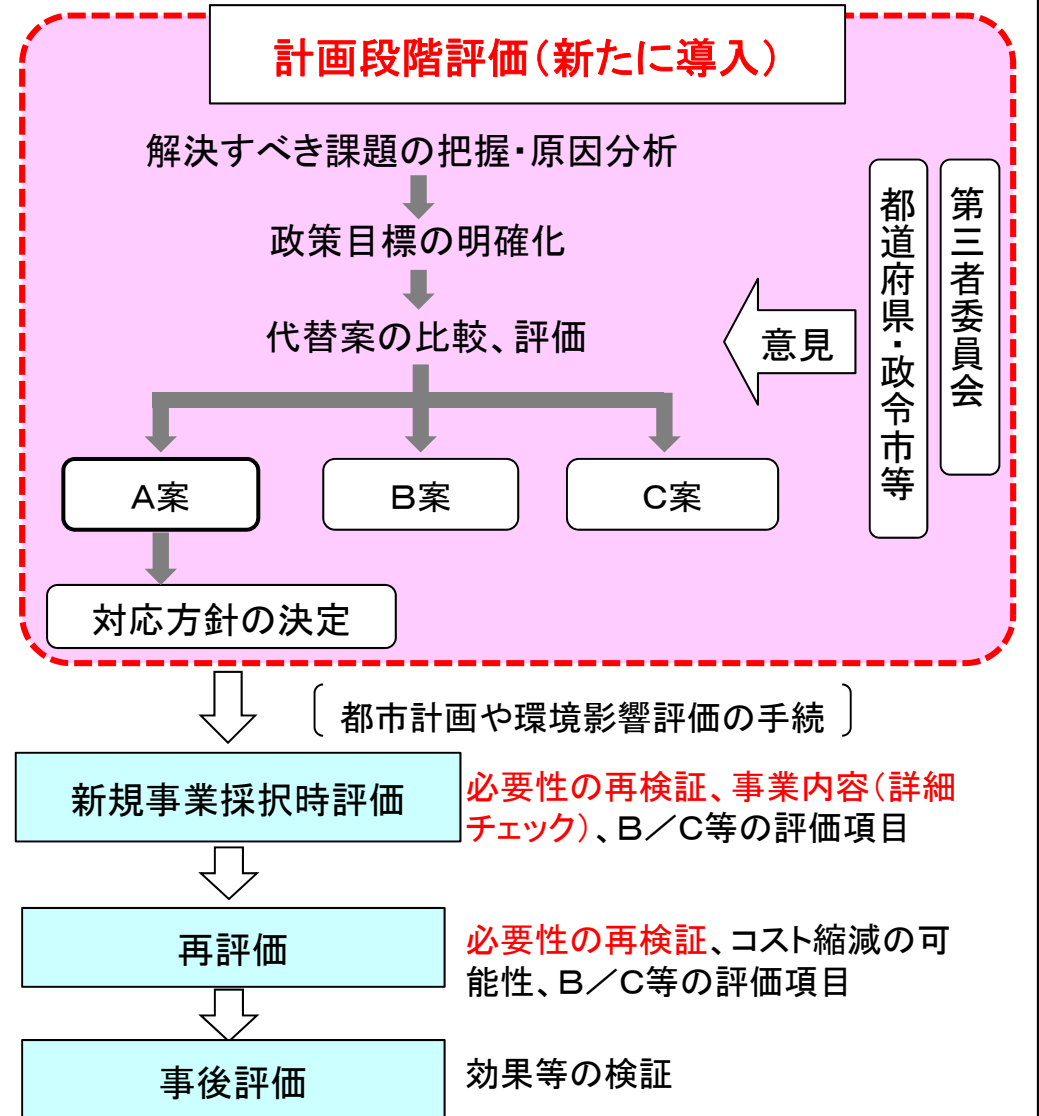 計画段階評価(新たに導入)
解決すべき課題の把握・原因分析
政策目標の明確化
代替案の比較、評価
意見
都道府県・政令市等
第三者委員会
A案
B案
C案
対応方針の決定
〔都市計画や環境影響評価の手続〕
新規事業採択時評価
必要性の再検証、事業内容(詳細
チェック)、B/C等の評価項目
再評価
必要性の再検証、コスト縮減の可
能性、B/C等の評価項目
事後評価
効果等の検証